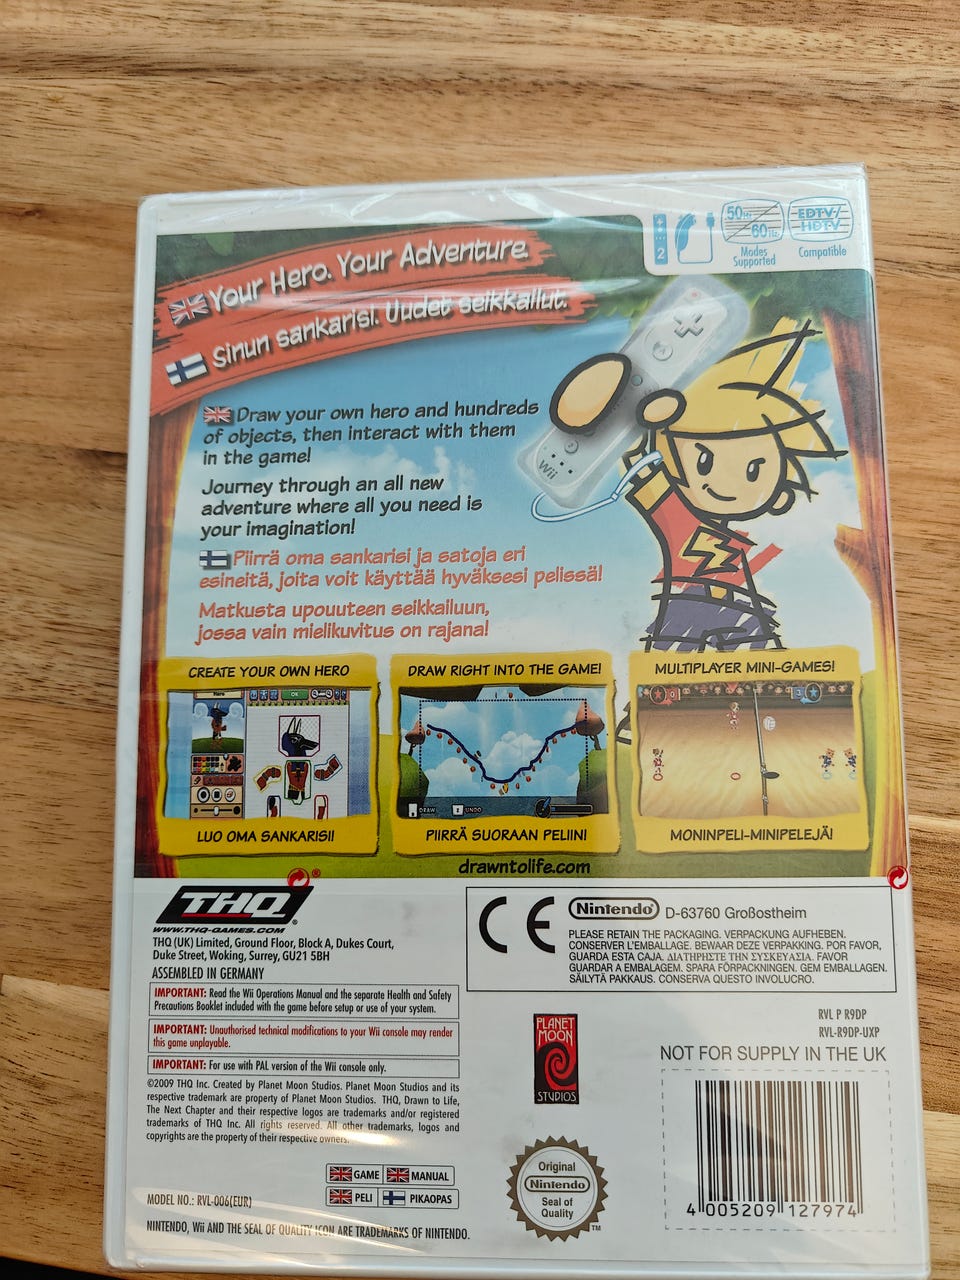 2
50Hz
60Hz
Modes
Supported
EDTV/
HDTV
Compatible
Your Hero. Your Adventure.
Sinun sankarisi. Uudet seikkailut.
Wii
Draw your own hero and hundreds
of objects, then interact with them
in the game!
Journey through an all new
adventure where all you need is
your imagination!
Piirrä oma sankarisi ja satoja eri
esineitä, joita voit käyttää hyväksesi pelissä!
Matkusta upouuteen seikkailuun,
jossa vain mielikuvitus on rajana!
CREATE YOUR OWN HERO
Hero
OK
LUO OMA SANKARISI!
DRAW RIGHT INTO THE GAME!
DRAW
UNDO
PIIRRÄ SUORAAN PELIIN!
MULTIPLAYER MINI-GAMES!
MONINPELI-MINIPELEJÄ!
drawntolife.com
THQ®
WWW.THQ-GAMES.COM
THQ (UK) Limited, Ground Floor, Block A, Dukes Court,
Duke Street, Woking, Surrey, GU21 5BH
ASSEMBLED IN GERMANY
IMPORTANT: Read the Wii Operations Manual and the separate Health and Safety
Precautions Booklet included with the game before setup or use of your system.
IMPORTANT: Unauthorised technical modifications to your Wii console may render
this game unplayable.
IMPORTANT: For use with PAL version of the Wii console only.
©2009 THQ Inc. Created by Planet Moon Studios. Planet Moon Studios and its
respective trademark are property of Planet Moon Studios. THQ, Drawn to Life,
The Next Chapter and their respective logos are trademarks and/or registered
trademarks of THQ Inc. All rights reserved. All other trademarks, logos and
copyrights are the property of their respective owners.
GAME
MANUAL
PELI
PIKAOPAS
MODEL NO.: RVL-006(EUR)
NINTENDO, Wii AND THE SEAL OF QUALITY ICON ARE TRADEMARKS OF NINTENDO.
CE
Nintendo® D-63760 Großostheim
PLEASE RETAIN THE PACKAGING. VERPACKUNG AUFHEBEN.
CONSERVER L'EMBALLAGE. BEWAAR DEZE VERPAKKING. POR FAVOR,
GUARDA ESTA CAJA. ΔΙΑΤΗΡΗΣΤΕ ΤΗΝ ΣΥΣΚΕΥΑΣΙΑ. FAVOR
GUARDAR A EMBALAGEM. SPARA FÖRPACKNINGEN. GEM EMBALLAGEN.
SÄILYTÄ PAKKAUS. CONSERVA QUESTO INVOLUCRO.
PLANET
MOON
STUDIOS
RVL P R9DP
RVL-R9DP-UXP
NOT FOR SUPPLY IN THE UK
Original
Nintendo
Seal of
Quality
TM
4 005209 127974